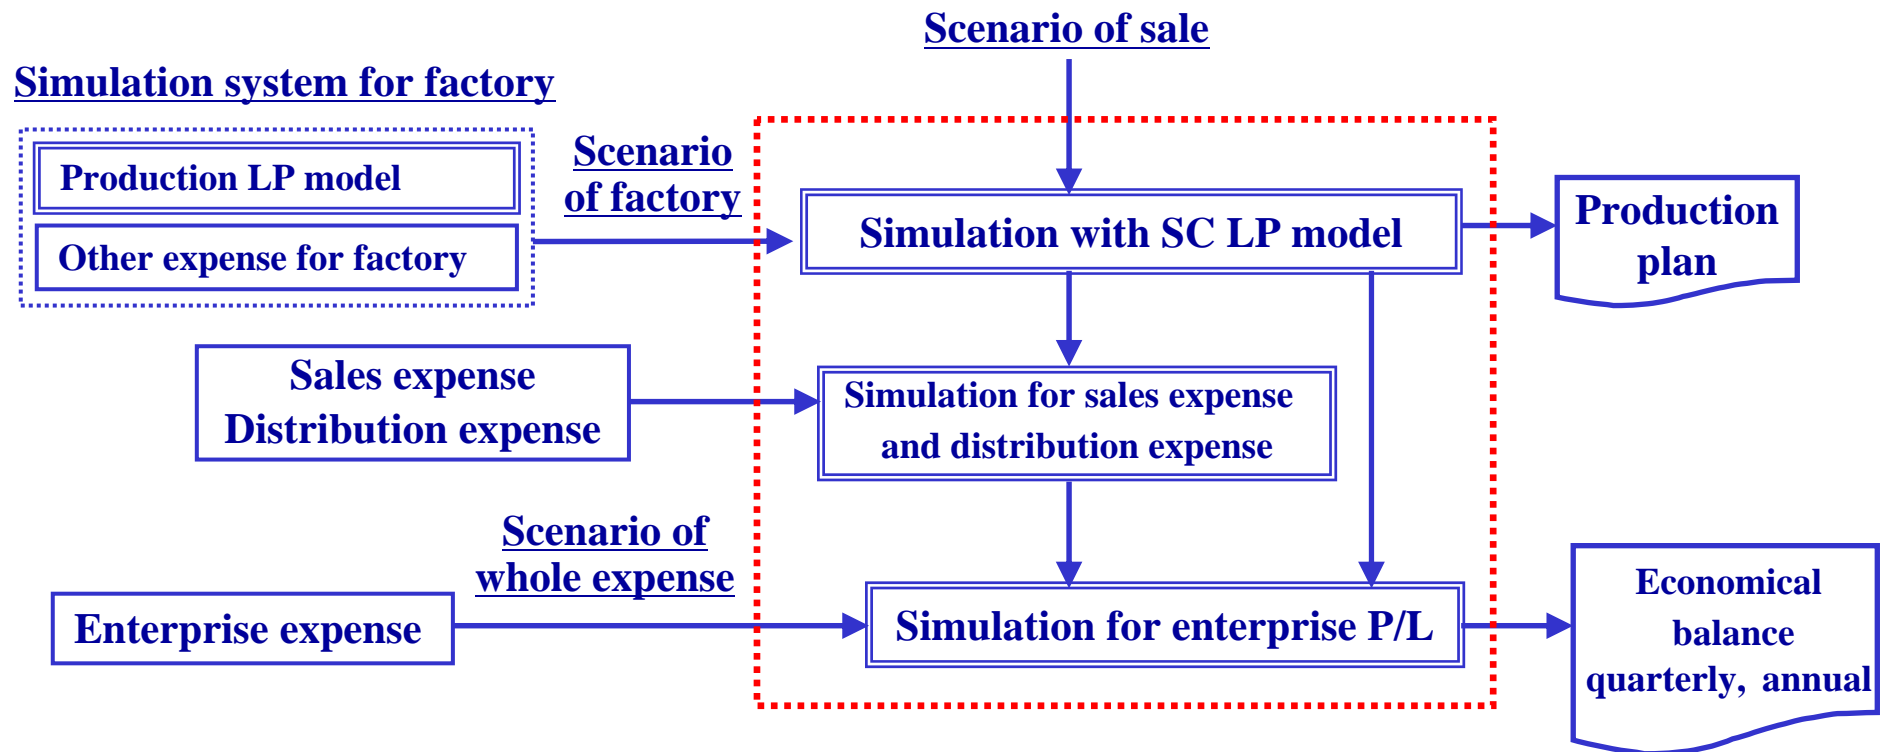 Scenario of sale
Simulation system for factory
Production LP model
Other expense for factory
Scenario
of factory
Simulation with SC LP model
Production
plan
Sales expense
Distribution expense
Simulation for sales expense
and distribution expense
Scenario of
whole expense
Enterprise expense
Simulation for enterprise P/L
Economical
balance
quarterly, annual